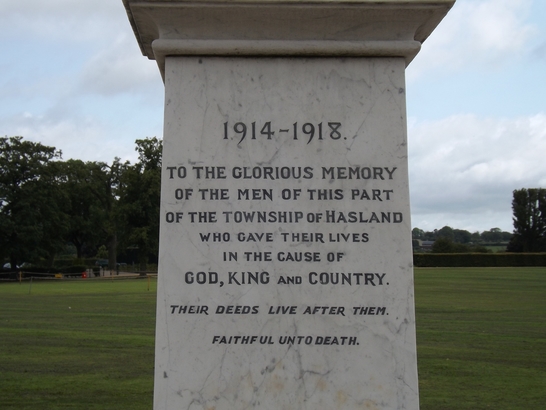 1914-1918.
TO THE GLORIOUS MEMORY
OF THE MEN OF THIS PART
OF THE TOWNSHIP OF HASLAND
WHO GAVE THEIR LIVES
IN THE CAUSE OF
GOD, KING AND COUNTRY.
THEIR DEEDS LIVE AFTER THEM.
FAITHFUL UNTO DEATH.